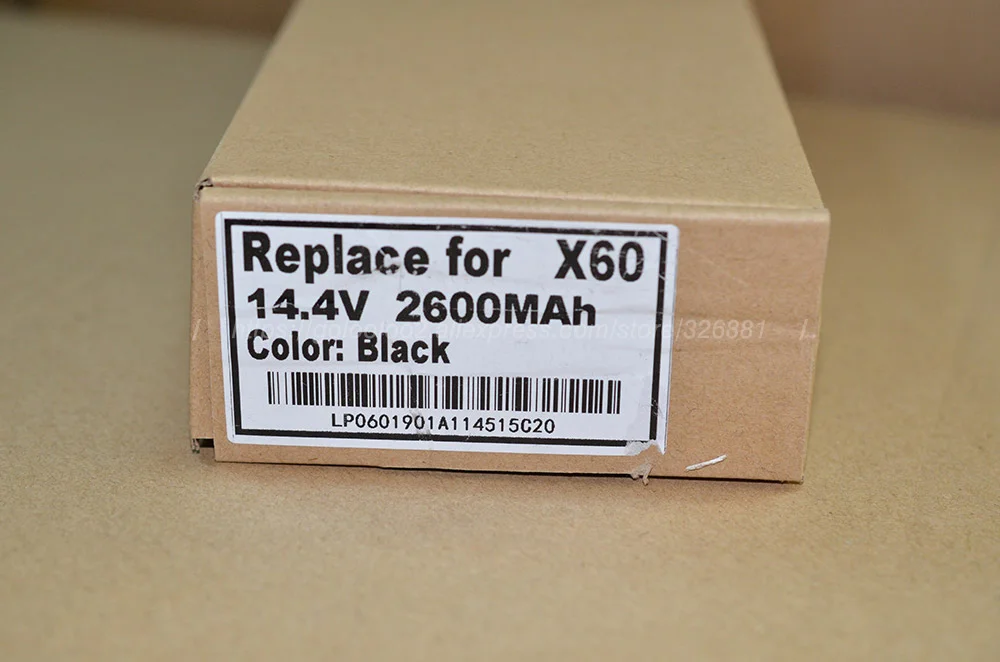 Replace for X60
14.4V 2600MAh
Color: Black
LP0601901A114515C20